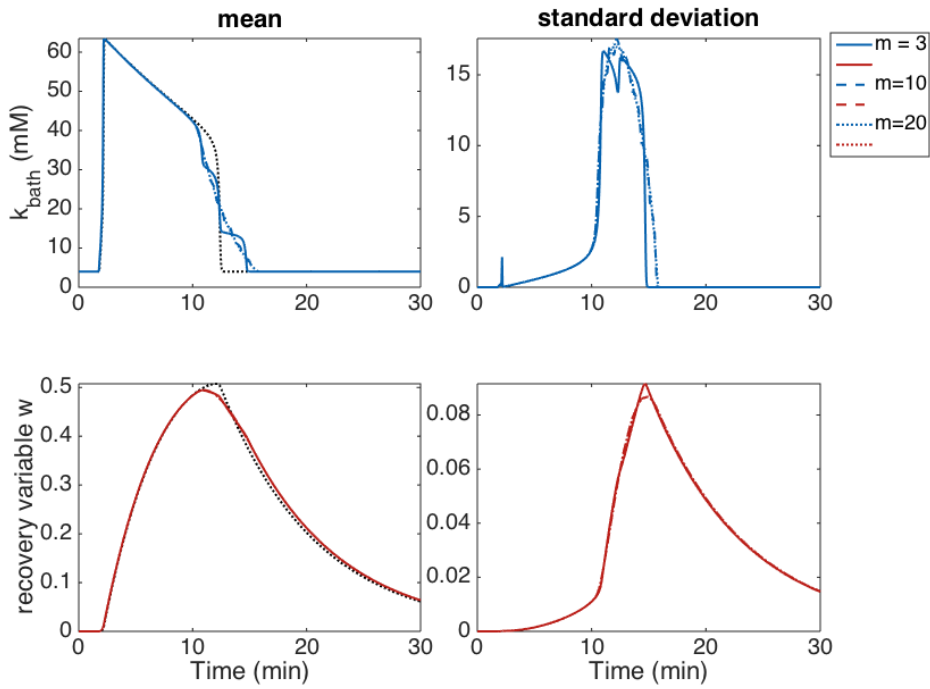 mean
standard deviation
m = 3
m=10
m=20
k_bath (mM)
60
50
40
30
20
10
0
0 10 20 30
15
10
5
0
0 10 20 30
recovery variable w
0.5
0.4
0.3
0.2
0.1
0
0 10 20 30
Time (min)
0.08
0.06
0.04
0.02
0
0 10 20 30
Time (min)